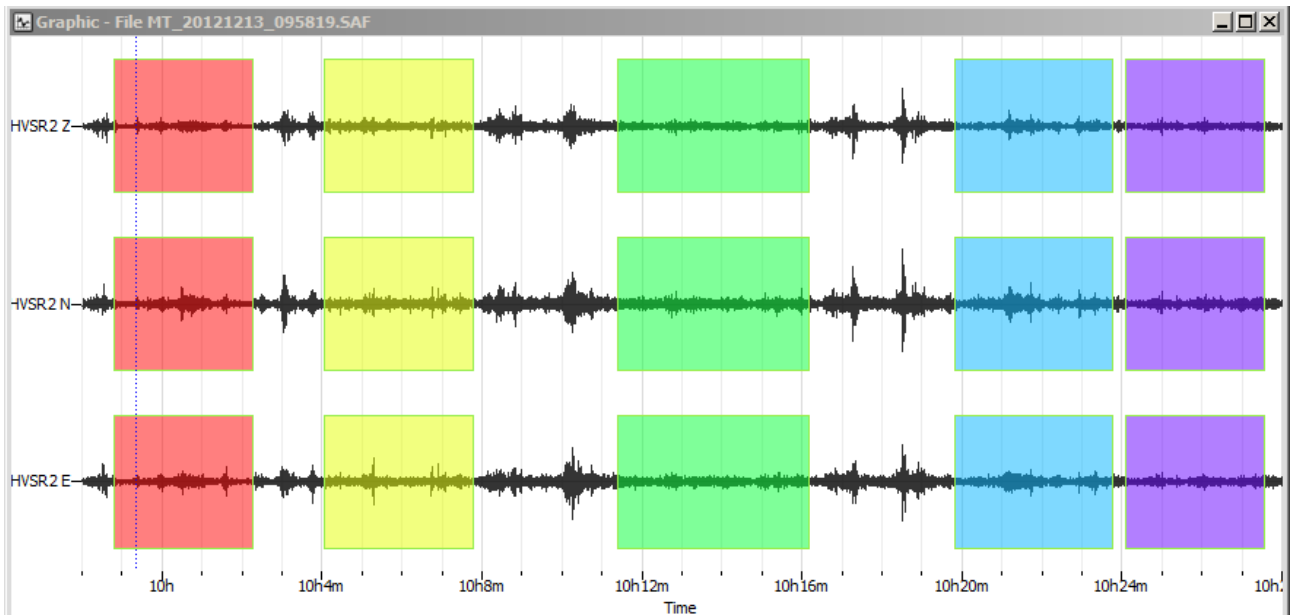 Graphic - File MT_20121213_095819.SAF
HVSR2 Z
HVSR2 N
HVSR2 E
10h 10h4m 10h8m 10h12m 10h16m 10h20m 10h24m
Time